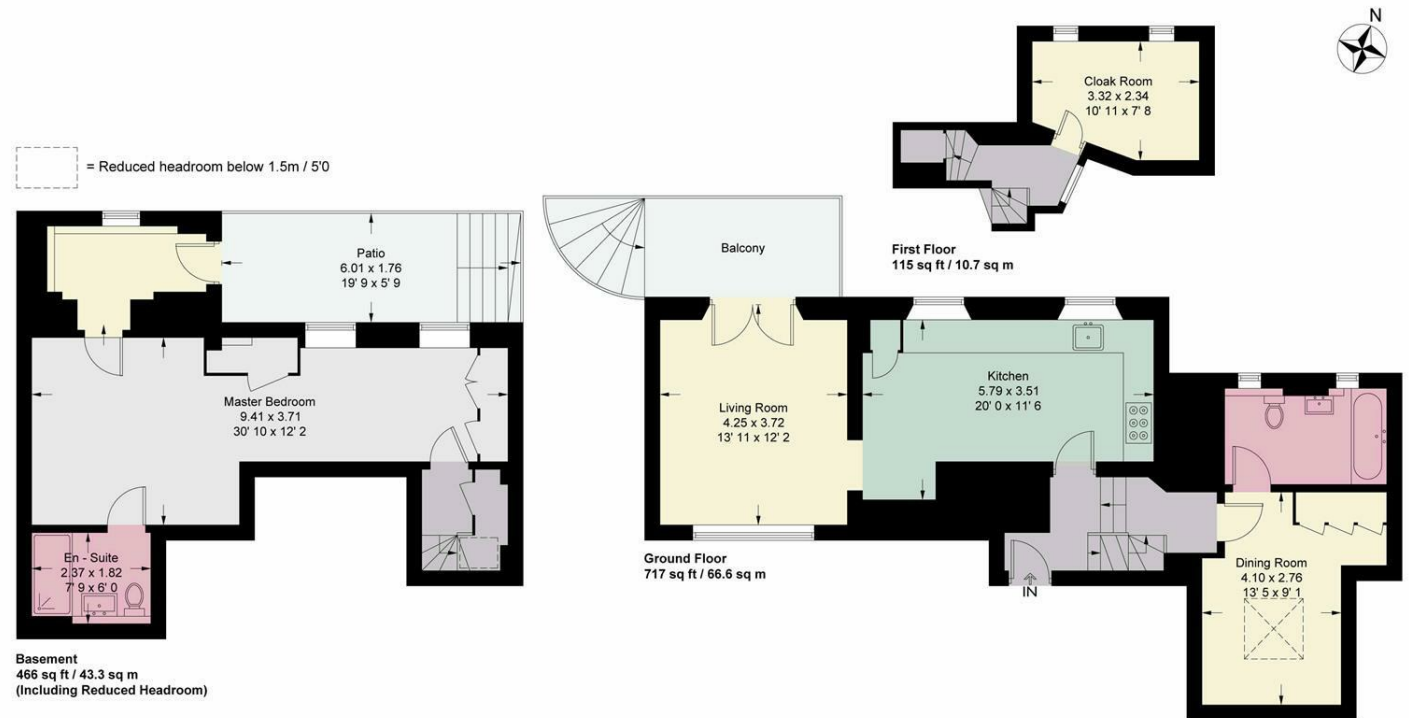 N
Cloak Room
3.32 x 2.34
10' 11 x 7' 8
= Reduced headroom below 1.5m / 5'0
First Floor
115 sq ft / 10.7 sq m
Patio
6.01 x 1.76
19' 9 x 5' 9
Balcony
Master Bedroom
9.41 x 3.71
30' 10 x 12' 2
Living Room
4.25 x 3.72
13' 11 x 12' 2
Kitchen
5.79 x 3.51
20' 0 x 11' 6
En - Suite
2.37 x 1.82
7' 9 x 6' 0
Ground Floor
717 sq ft / 66.6 sq m
IN
Dining Room
4.10 x 2.76
13' 5 x 9' 1
Basement
466 sq ft / 43.3 sq m
(Including Reduced Headroom)